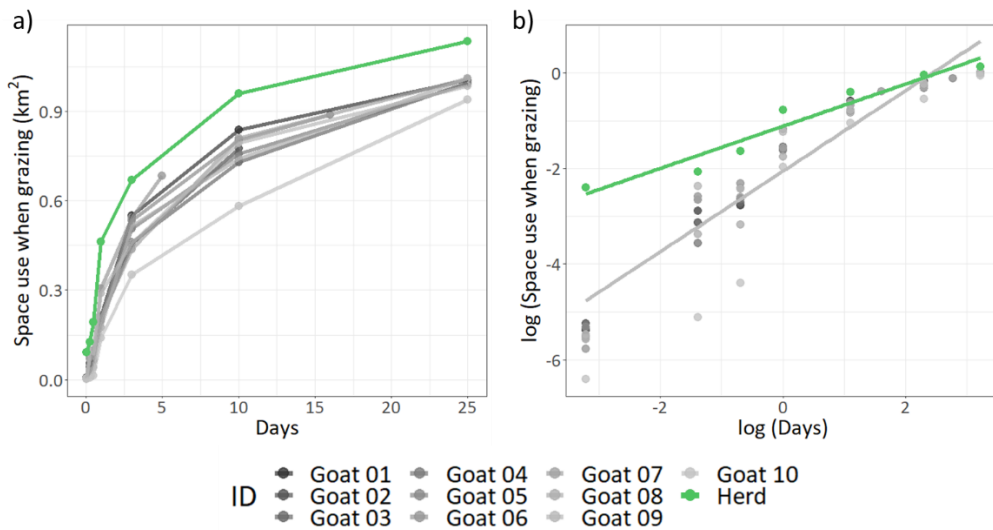 a)
Space use when grazing (km²)
0.9
0.6
0.3
0.0
0 5 10 15 20 25
Days
b)
log (Space use when grazing)
0
-2
-4
-6
-2 0 2
log (Days)
ID
Goat 01 Goat 04 Goat 07 Goat 10
Goat 02 Goat 05 Goat 08 Herd
Goat 03 Goat 06 Goat 09